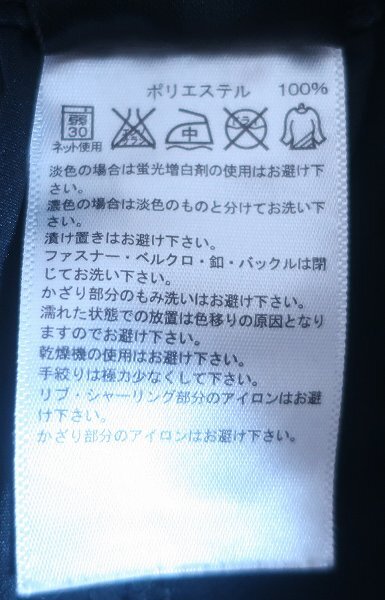 ポリエステル 100%
弱 30 エンソ サラシ 中 ドライ
ネット使用
淡色の場合は蛍光増白剤の使用はお避け下
さい。
濃色の場合は淡色のものと分けてお洗い下
さい。
漬け置きはお避け下さい。
ファスナー・ベルクロ・釦・バックルは閉
じてお洗い下さい。
かざり部分のもみ洗いはお避け下さい。
濡れた状態での放置は色移りの原因となり
ますのでお避け下さい。
乾燥機の使用はお避け下さい。
手絞りは極力少なくして下さい。
リブ・シャーリング部分のアイロンはお避
け下さい。
かざり部分のアイロンはお避け下さい。